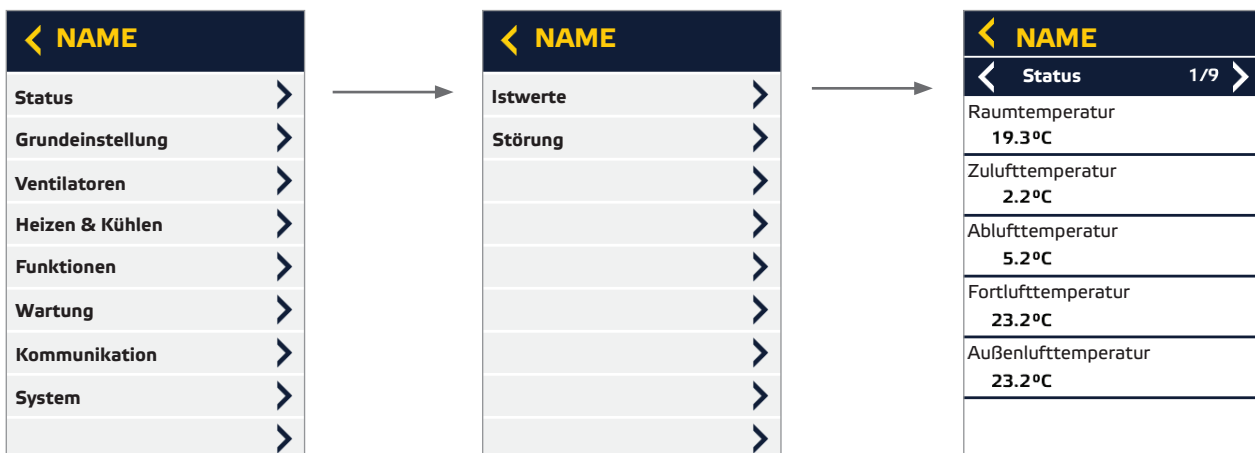 NAME
Status
Grundeinstellung
Ventilatoren
Heizen & Kühlen
Funktionen
Wartung
Kommunikation
System
NAME
Istwerte
Störung
NAME
Status 1/9
Raumtemperatur
19.3ºC
Zulufttemperatur
2.2ºC
Ablufttemperatur
5.2ºC
Fortlufttemperatur
23.2ºC
Außenlufttemperatur
23.2ºC